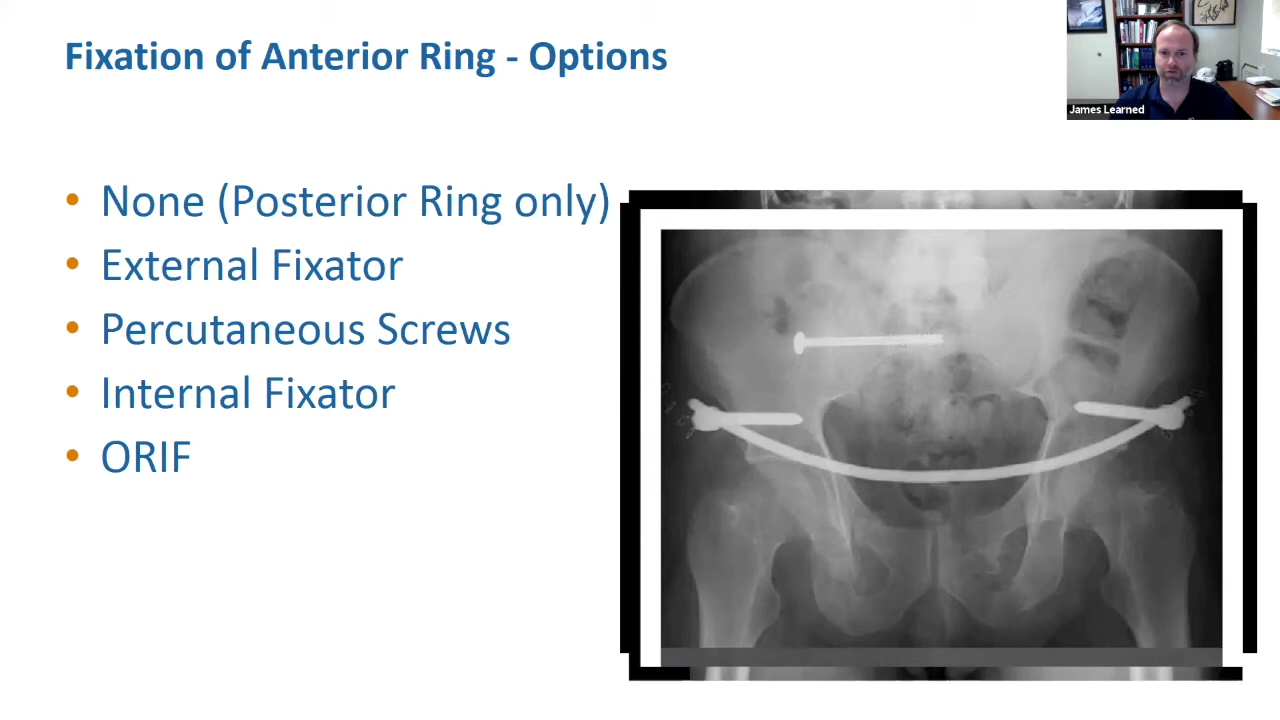 Fixation of Anterior Ring - Options
James Learned
• None (Posterior Ring only)
• External Fixator
• Percutaneous Screws
• Internal Fixator
• ORIF